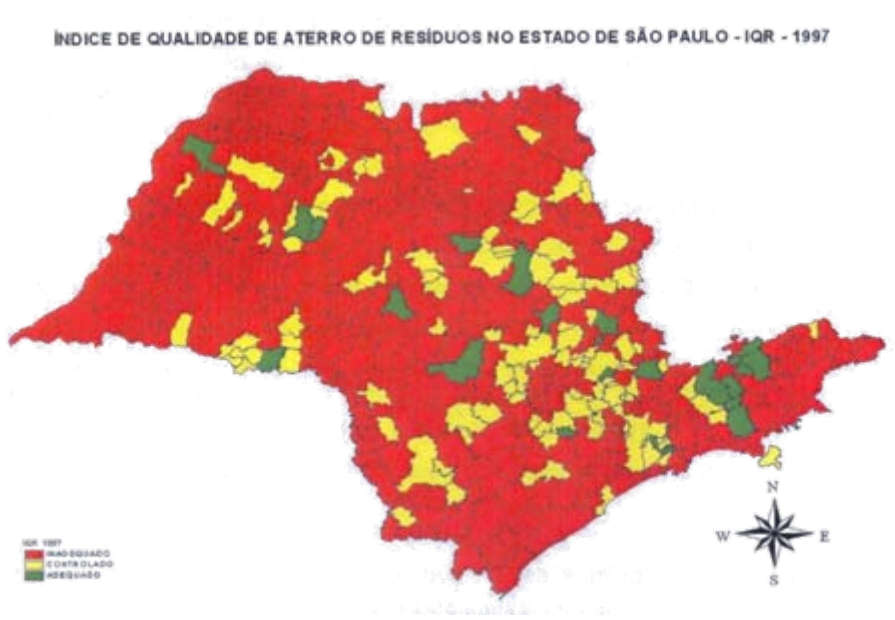 ÍNDICE DE QUALIDADE DE ATERRO DE RESÍDUOS NO ESTADO DE SÃO PAULO - IQR - 1997
N
W
E
S
IQR 1997
INADEQUADO
CONTROLADO
ADEQUADO